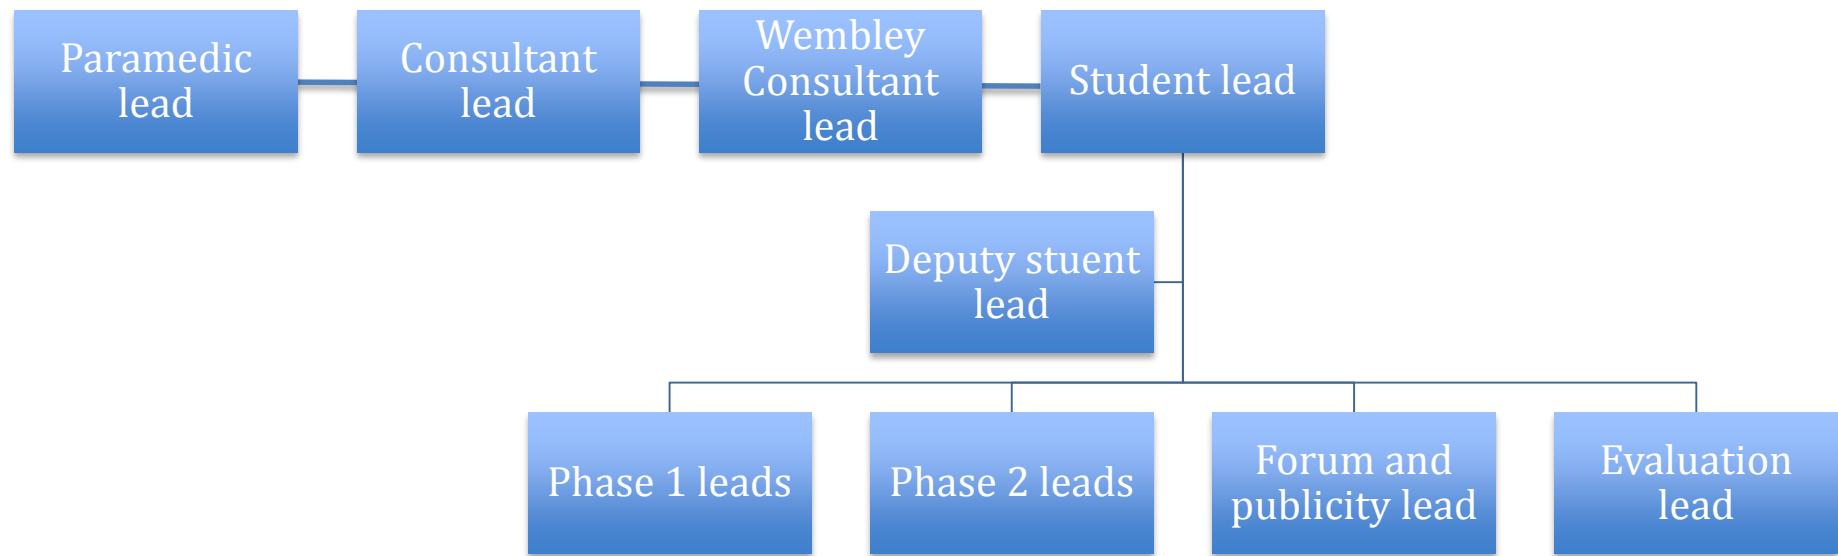 Paramedic
lead
Consultant
lead
Wembley
Consultant
lead
Student lead
Deputy stuent
lead
Phase 1 leads
Phase 2 leads
Forum and
publicity lead
Evaluation
lead